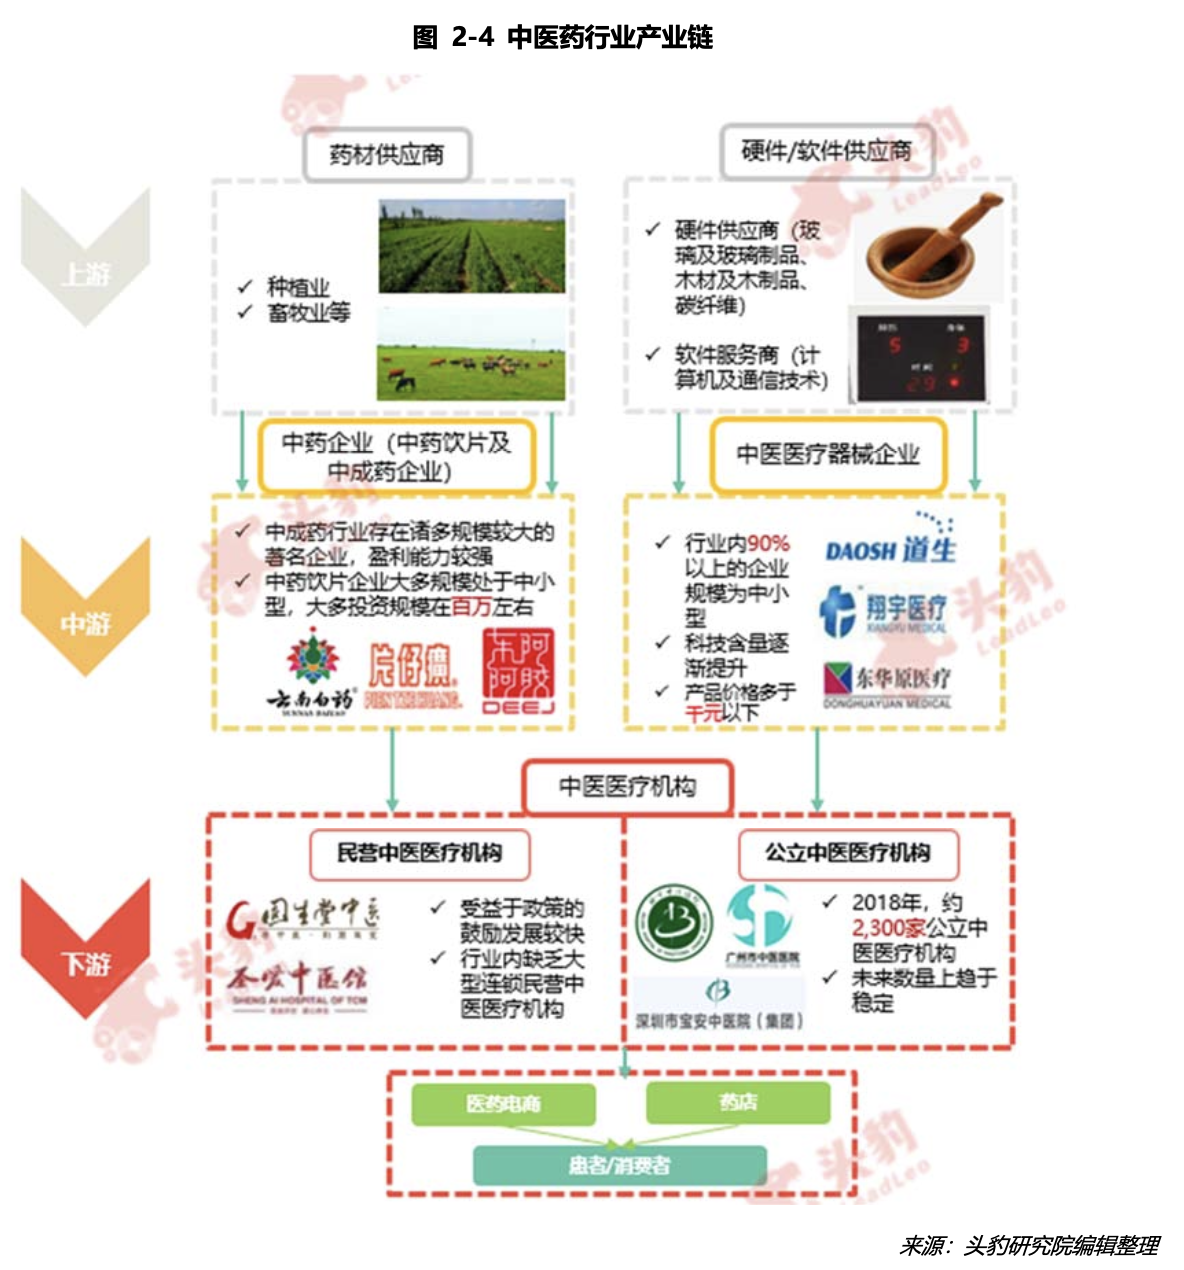 图 2-4 中医药行业产业链
药材供应商
硬件/软件供应商
上游
✓ 种植业
✓ 畜牧业等
✓ 硬件供应商（玻
璃及玻璃制品、
木材及木制品、
碳纤维）
✓ 软件服务商（计
算机及通信技术）
5
3
时间
29
中药企业（中药饮片及
中成药企业）
中医医疗器械企业
中游
✓ 中成药行业存在诸多规模较大的
著名企业，盈利能力较强
✓ 中药饮片企业大多规模处于中小
型，大多投资规模在百万左右
云南白药
YUNNAN BAIYAO
片仔癀
PIEN TZE HUANG
东阿阿胶
DEEJ
✓ 行业内90%
以上的企业
规模为中小
型
✓ 科技含量逐
渐提升
✓ 产品价格多于
千元以下
DAOSH 道生
翔宇医疗
XIANGYU MEDICAL
东华原医疗
DONGHUAYUAN MEDICAL
中医医疗机构
下游
民营中医医疗机构
固生堂中医
圣爱中医馆
SHENG AI HOSPITAL OF TCM
✓ 受益于政策的
鼓励发展较快
✓ 行业内缺乏大
型连锁民营中
医医疗机构
公立中医医疗机构
广州市中医医院
深圳市宝安中医院（集团）
✓ 2018年，约
2,300家公立中
医医疗机构
✓ 未来数量上趋于
稳定
医药电商
药店
患者/消费者
头豹
LeadLeo
头豹
LeadLeo
头豹
LeadLeo
来源：头豹研究院编辑整理